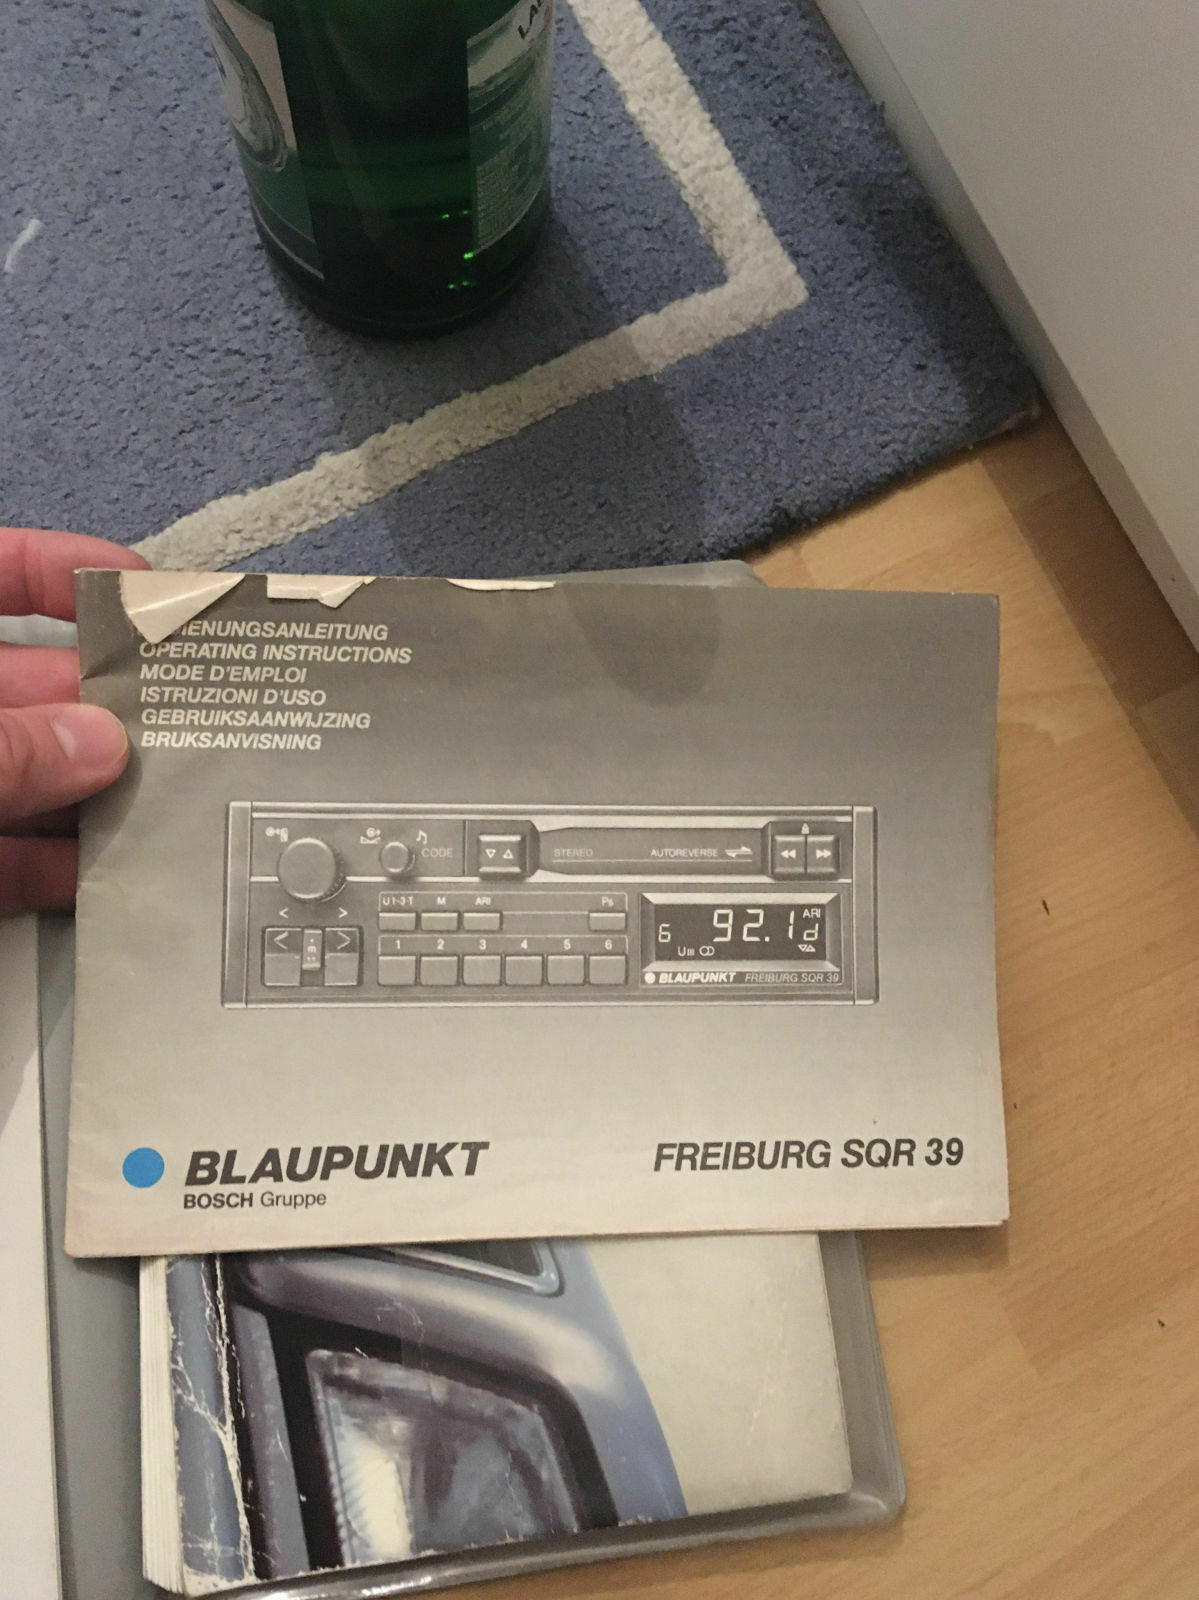 BEDIENUNGSANLEITUNG
OPERATING INSTRUCTIONS
MODE D'EMPLOI
ISTRUZIONI D'USO
GEBRUIKSAANWIJZING
BRUKSANVISNING
CODE
STEREO
AUTOREVERSE
U1-3-T M ARI Ps
1 2 3 4 5 6
6 92.1 ARI d
BLAUPUNKT FREIBURG SQR 39
BLAUPUNKT
BOSCH Gruppe
FREIBURG SQR 39